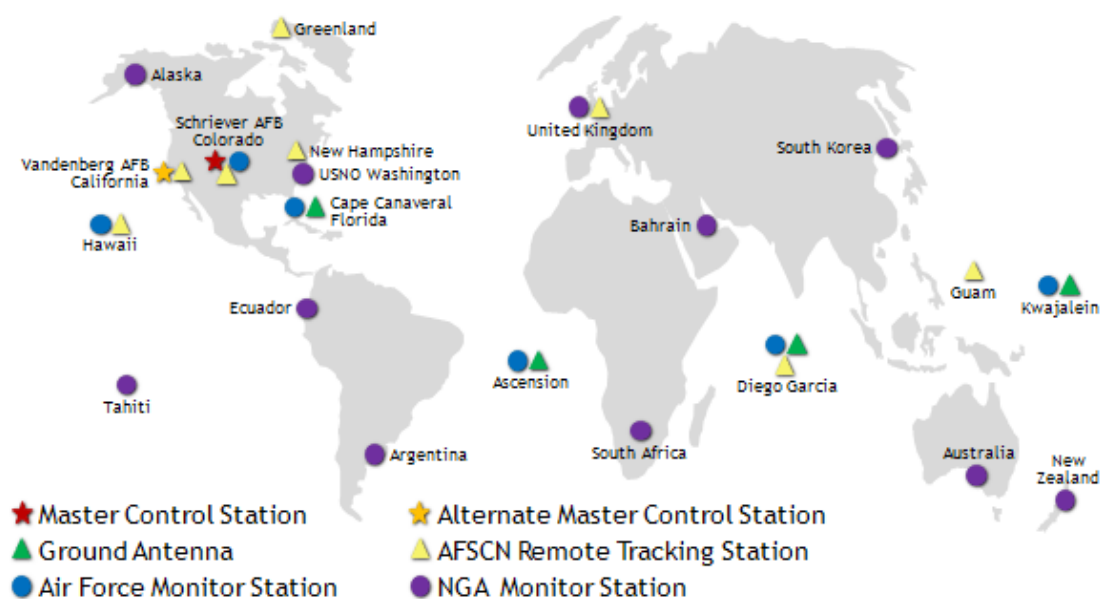 Greenland
Alaska
Schriever AFB
Colorado
Vandenberg AFB
California
New Hampshire
USNO Washington
Cape Canaveral
Florida
Hawaii
United Kingdom
South Korea
Bahrain
Guam
Kwajalein
Ecuador
Ascension
Diego Garcia
Tahiti
Argentina
South Africa
Australia
New
Zealand
Master Control Station
Alternate Master Control Station
Ground Antenna
AFSCN Remote Tracking Station
Air Force Monitor Station
NGA Monitor Station